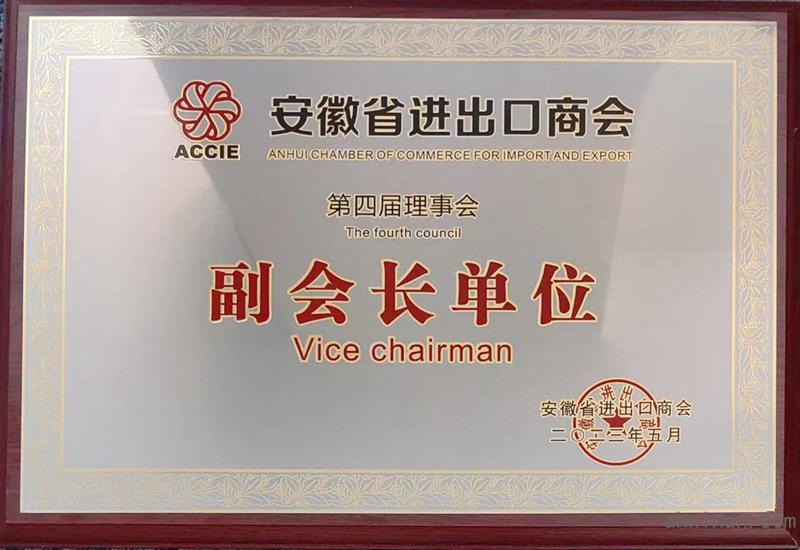 ACCIE
安徽省进出口商会
ANHUI CHAMBER OF COMMERCE FOR IMPORT AND EXPORT
第四届理事会
The fourth council
副会长单位
Vice chairman
安徽省进出口商会
二〇二三年五月